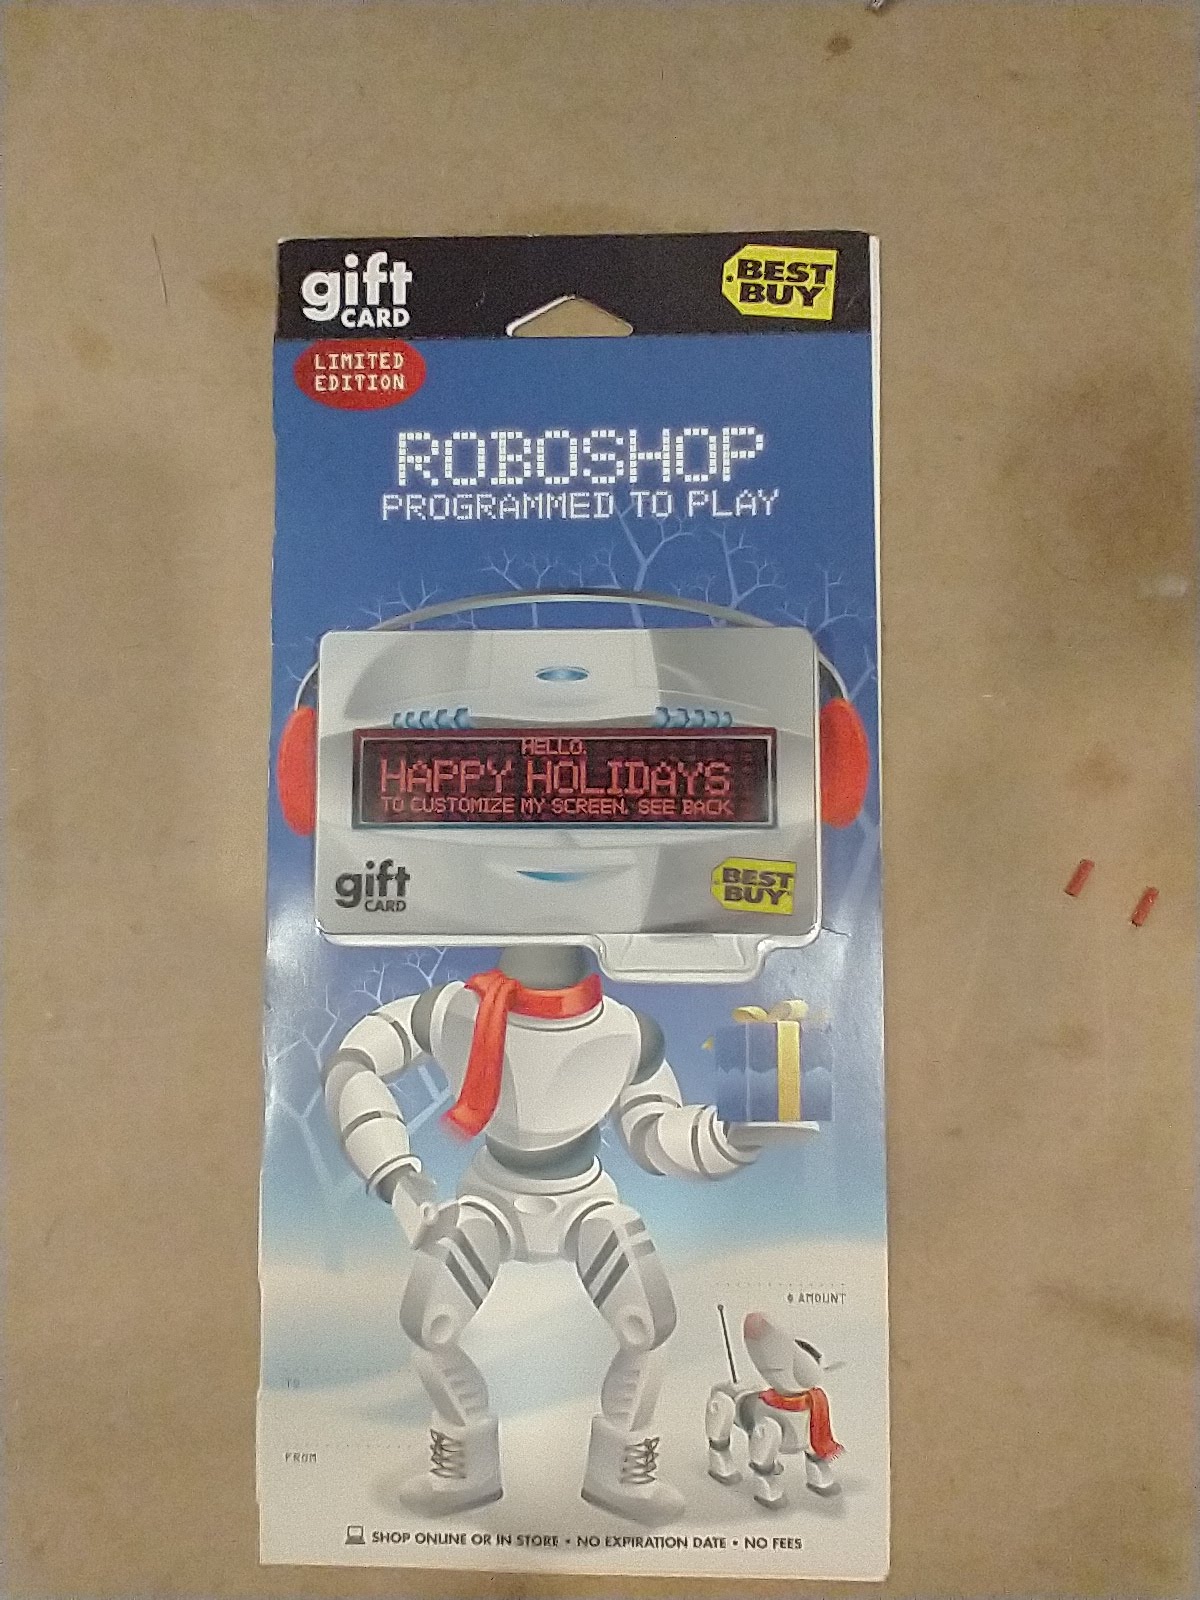 gift
CARD
BEST
BUY
LIMITED
EDITION
ROBOSHOP
PROGRAMMED TO PLAY
HELLO.
HAPPY HOLIDAYS
TO CUSTOMIZE MY SCREEN, SEE BACK
gift
CARD
BEST
BUY
$ AMOUNT
TO
FROM
SHOP ONLINE OR IN STORE • NO EXPIRATION DATE • NO FEES